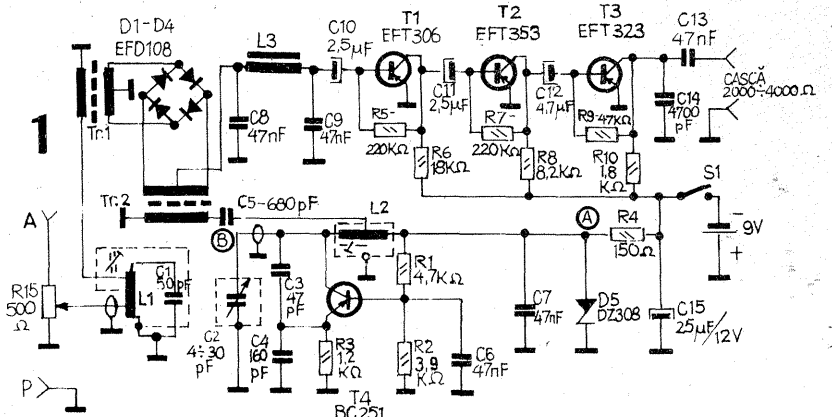 D1-D4
EFD108
L3
C10
2,5µF
T1
EFT306
T2
EFT353
T3
EFT323
C13
47nF
C11
2,5µF
C12
4,7µF
CASCĂ
2000÷4000Ω
C14
4700
pF
Tr.1
1
C8
47nF
C9
47nF
R5-
220KΩ
R7-
220KΩ
R9-47KΩ
R6
18KΩ
R8
8,2KΩ
R10
1,8
KΩ
S1
Tr.2
C5-680pF
L2
A
B
A
R4
150Ω
9V
R15
500
Ω
L1
C1
50pF
C2
4÷30
pF
C3
47
pF
C4
160
pF
R1
4,7KΩ
R3
1,2
KΩ
R2
3,9
KΩ
C6
47nF
C7
47nF
D5
DZ308
C15
25µF/12V
P
T4
BC251